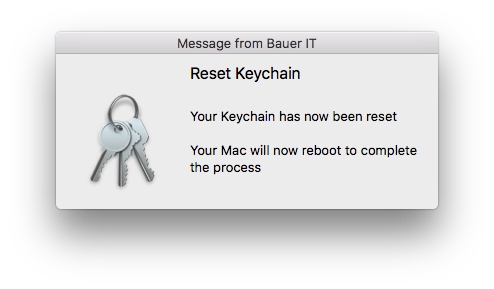 Message from Bauer IT
Reset Keychain
Your Keychain has now been reset
Your Mac will now reboot to complete
the process